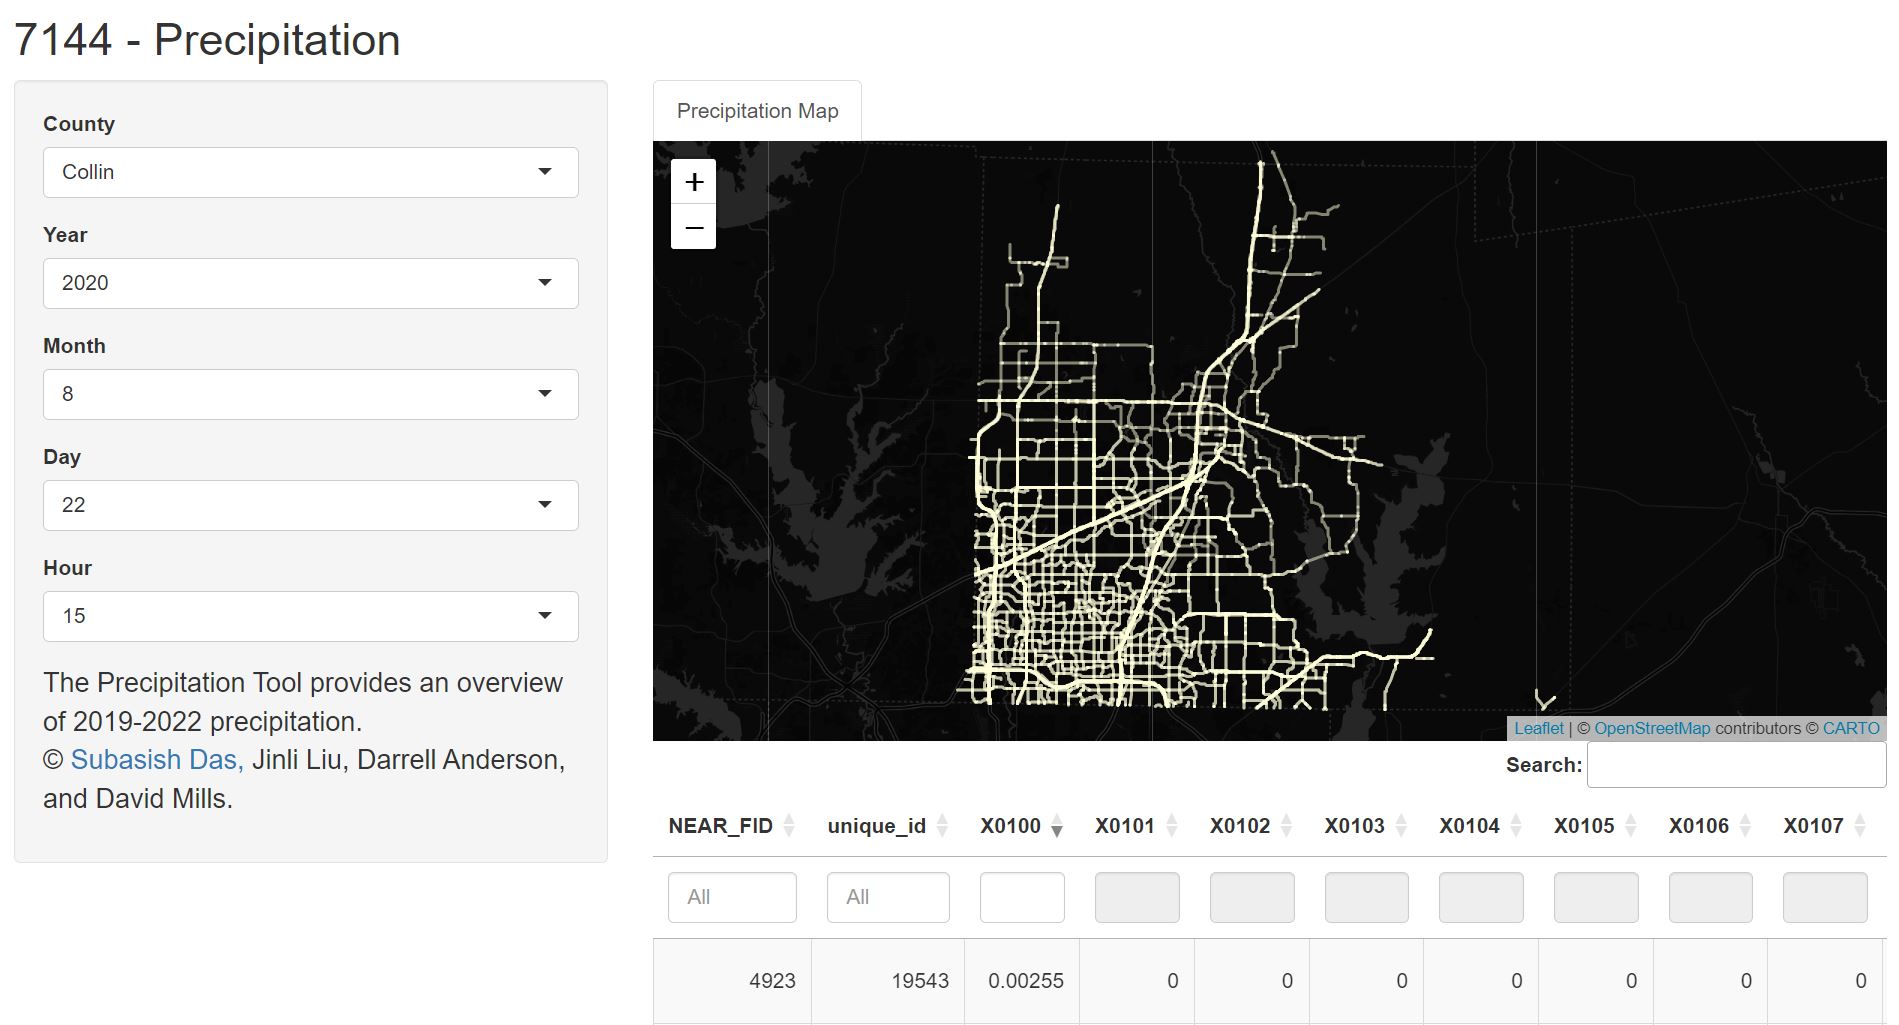 7144 - Precipitation
County
Collin
Year
2020
Month
8
Day
22
Hour
15
The Precipitation Tool provides an overview
of 2019-2022 precipitation.
© Subasish Das, Jinli Liu, Darrell Anderson,
and David Mills.
Precipitation Map
+
−
Leaflet | © OpenStreetMap contributors © CARTO
Search:
NEAR_FID unique_id X0100 X0101 X0102 X0103 X0104 X0105 X0106 X0107
All All
4923 19543 0.00255 0 0 0 0 0 0 0